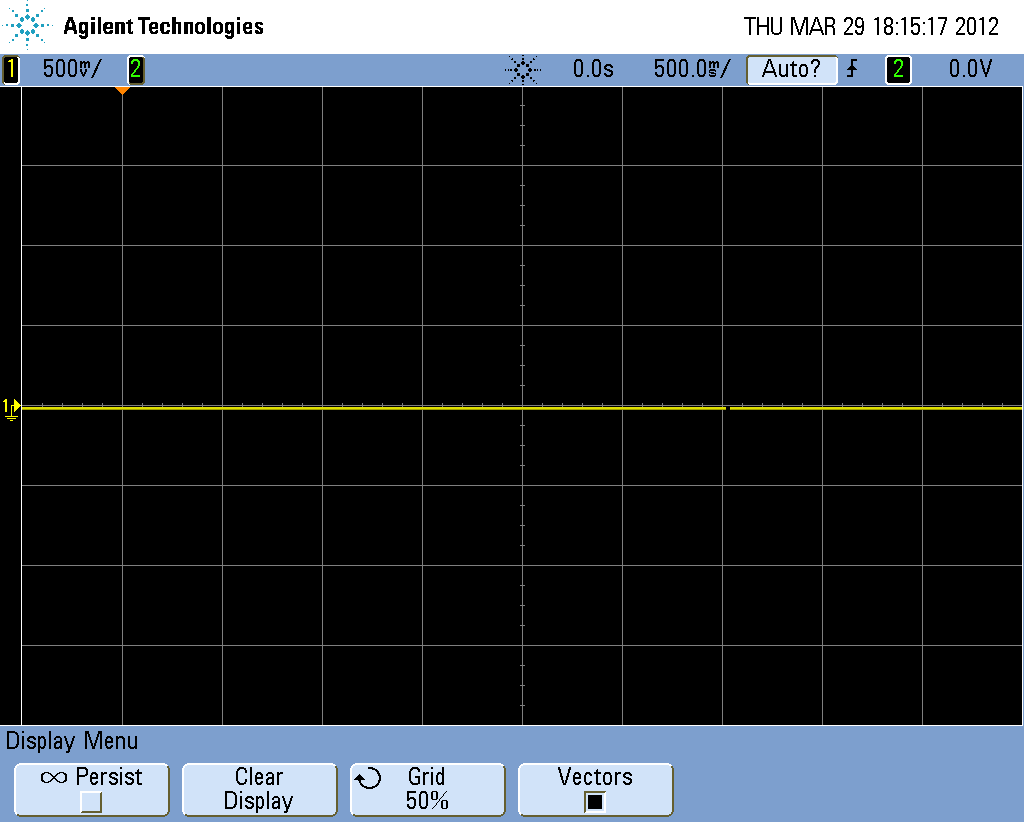 Agilent Technologies THU MAR 29 18:15:17 2012
1 500mV/ 2 0.0s 500.0ms/ Auto? 2 0.0V
1
Display Menu
∞ Persist Clear Display Grid 50% Vectors